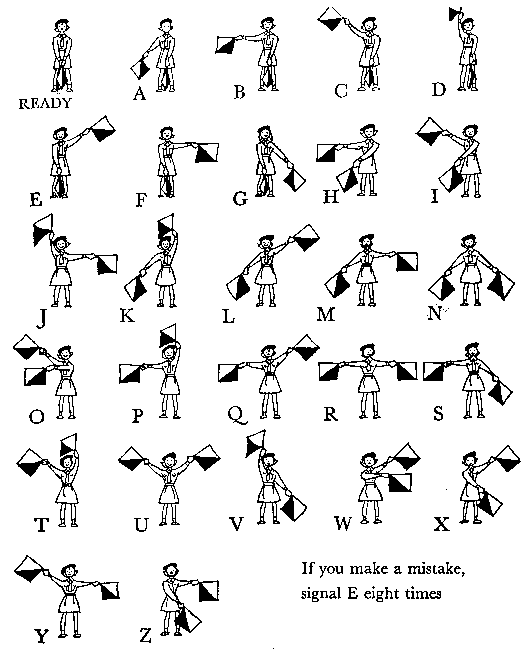 READY A B C D
E F G H I
J K L M N
O P Q R S
T U V W X
Y Z
If you make a mistake,
signal E eight times